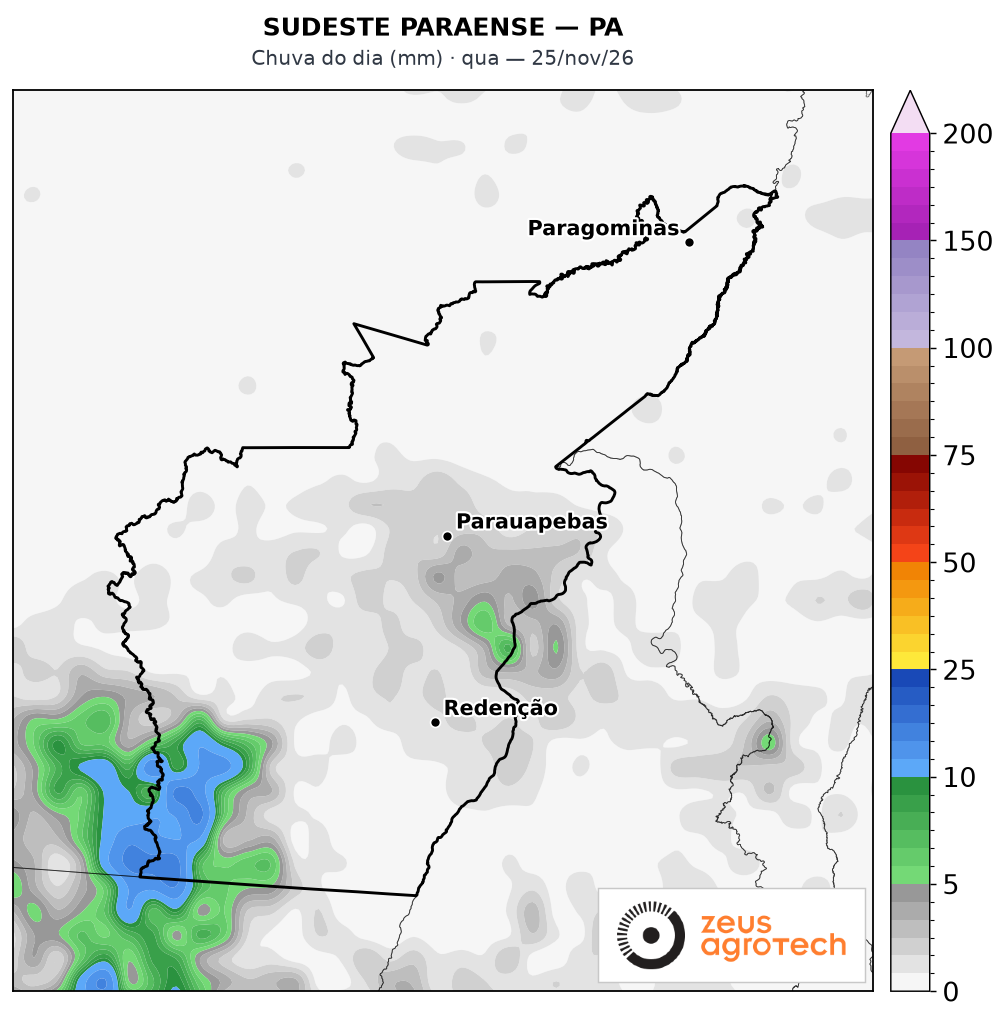 SUDESTE PARAENSE — PA
Chuva do dia (mm) · qua — 25/nov/26
Paragominas
Parauapebas
Redenção
200
150
100
75
50
25
10
5
0
zeus
agrotech